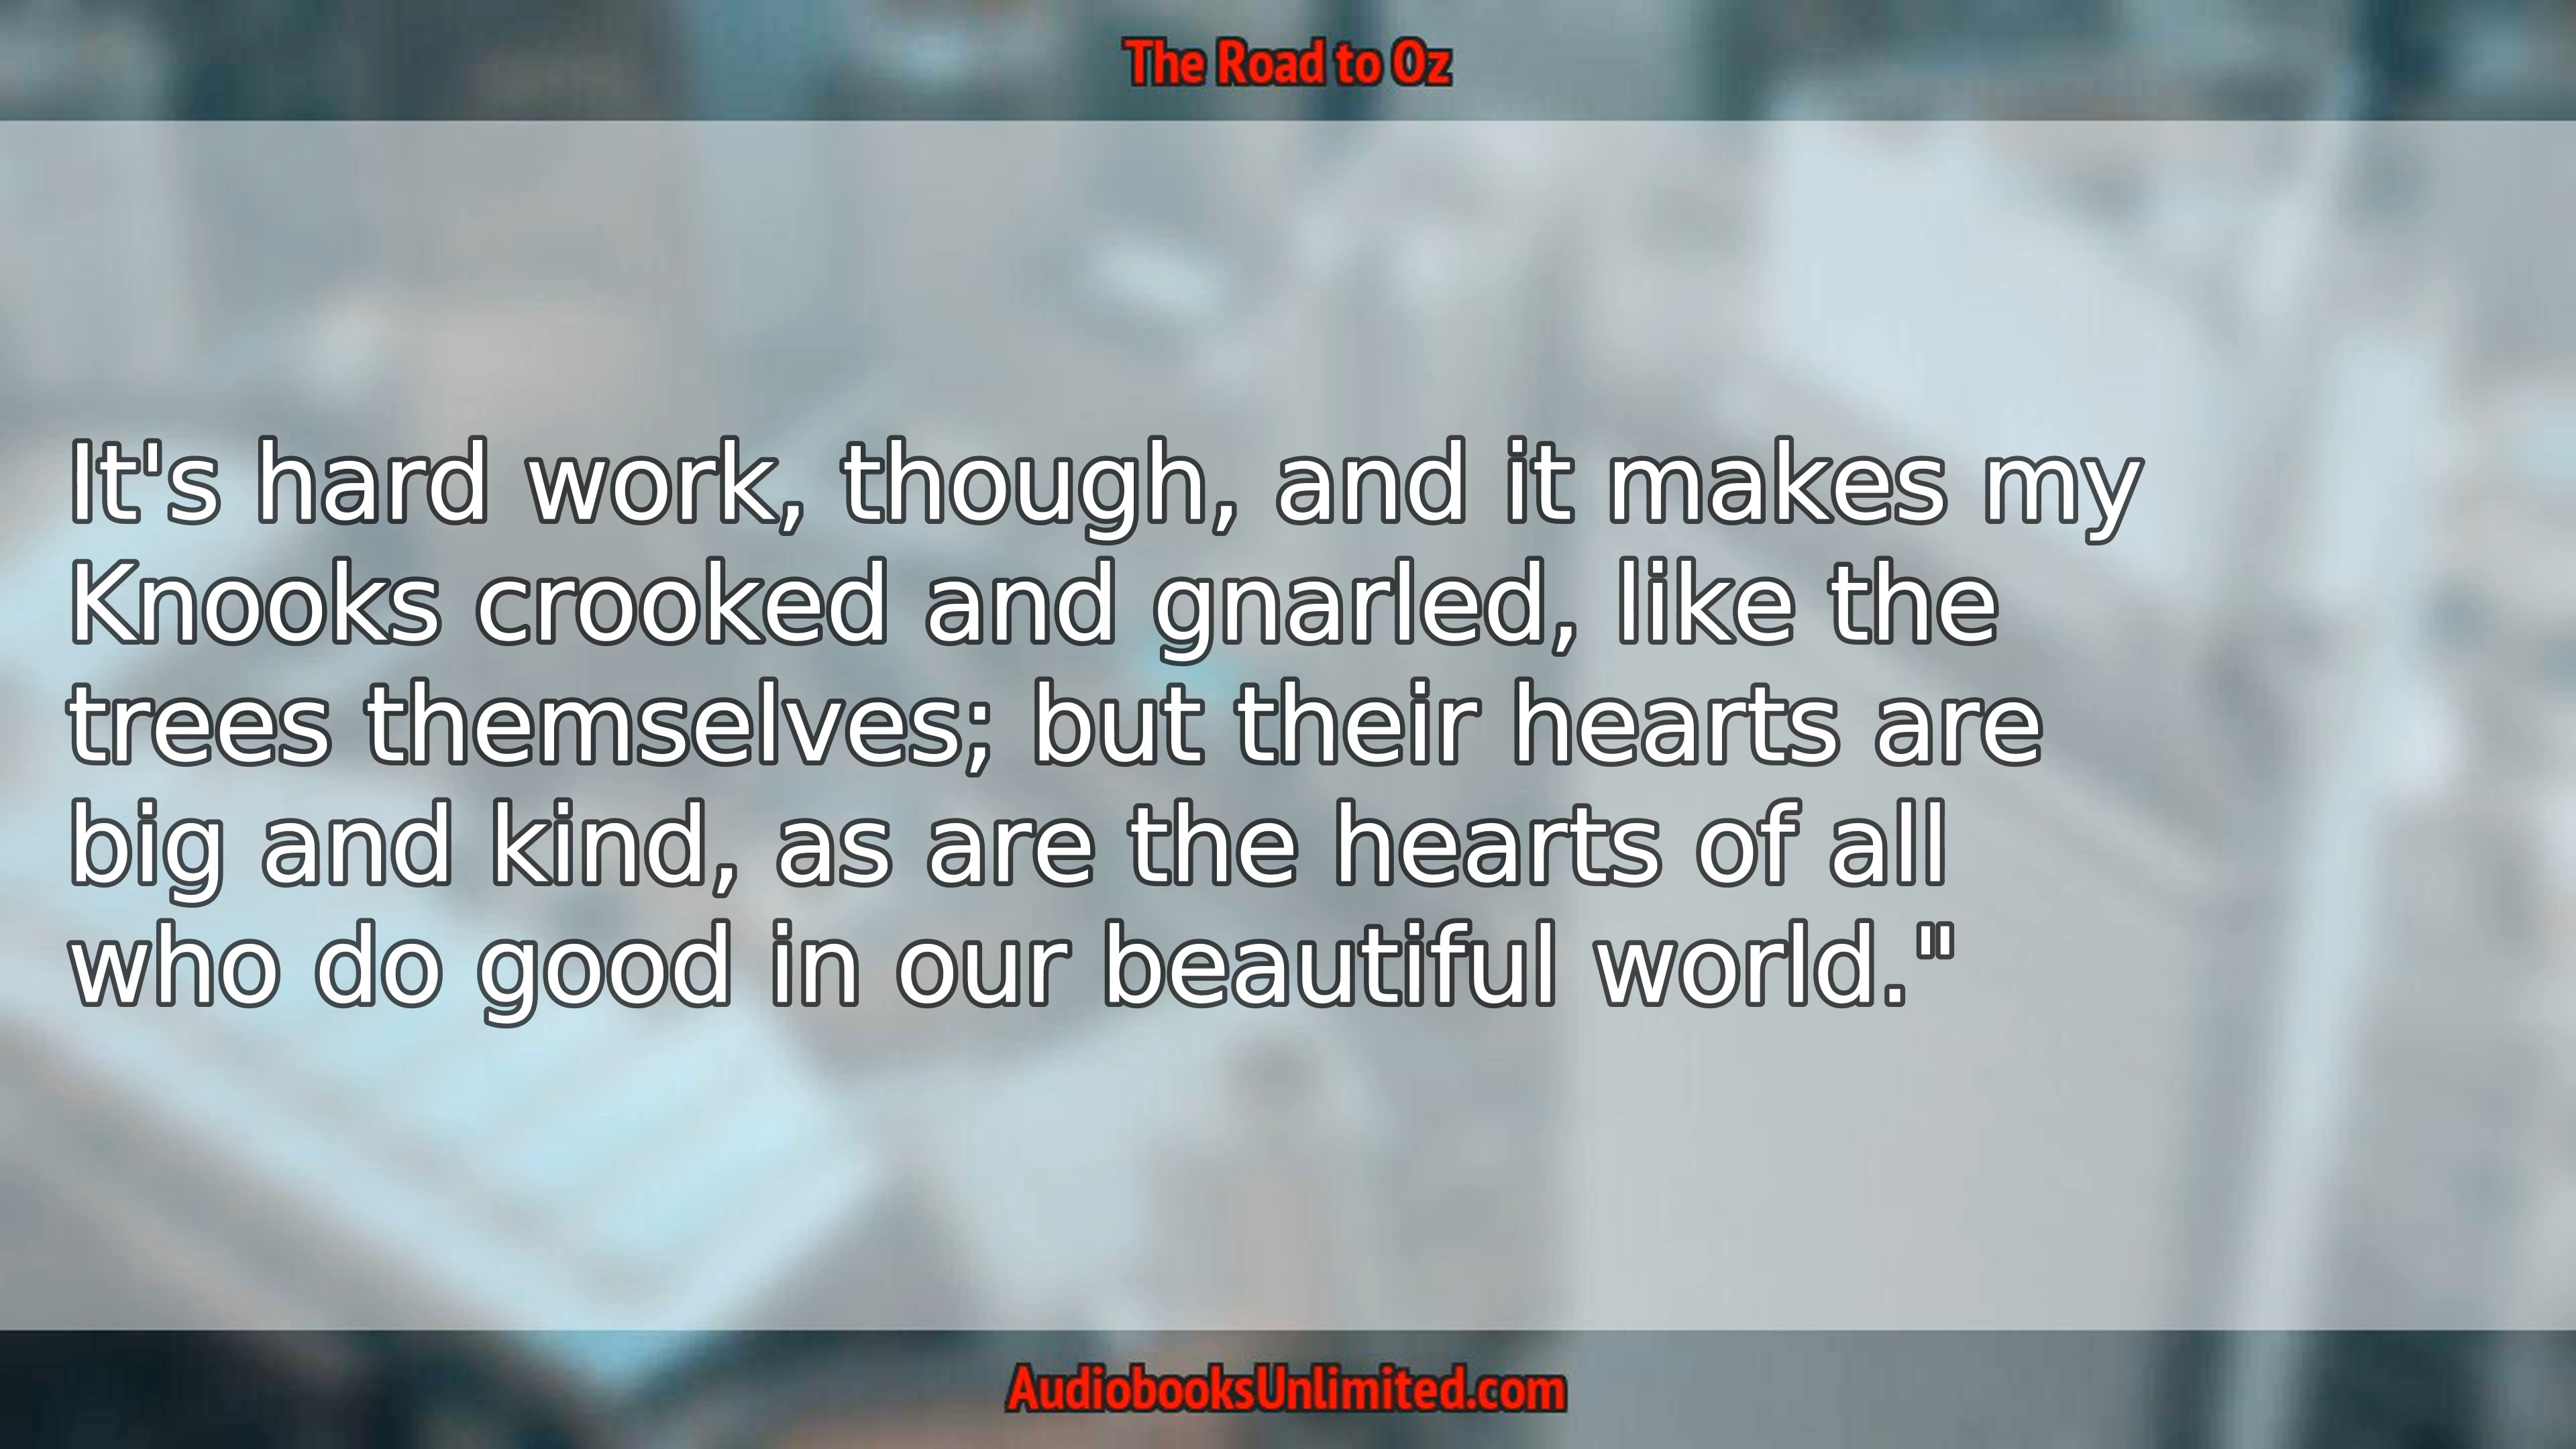 The Road to Oz
It's hard work, though, and it makes my
Knooks crooked and gnarled, like the
trees themselves; but their hearts are
big and kind, as are the hearts of all
who do good in our beautiful world."
AudiobooksUnlimited.com